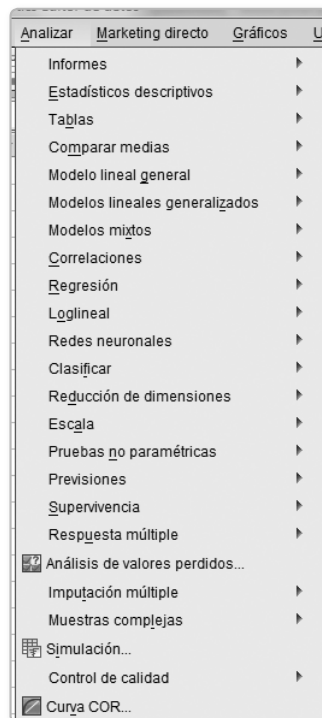 Analizar Marketing directo Gráficos U
Informes
Estadísticos descriptivos
Tablas
Comparar medias
Modelo lineal general
Modelos lineales generalizados
Modelos mixtos
Correlaciones
Regresión
Loglineal
Redes neuronales
Clasificar
Reducción de dimensiones
Escala
Pruebas no paramétricas
Previsiones
Supervivencia
Respuesta múltiple
Análisis de valores perdidos...
Imputación múltiple
Muestras complejas
Simulación...
Control de calidad
Curva COR...